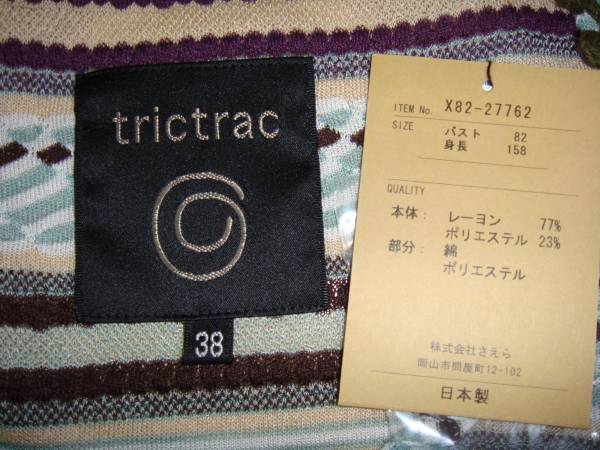 trictrac
38
ITEM No. X82-27762
SIZE バスト 82
身長 158
QUALITY
本体： レーヨン 77%
ポリエステル 23%
部分： 綿
ポリエステル
株式会社さえら
岡山市問屋町12-102
日本製